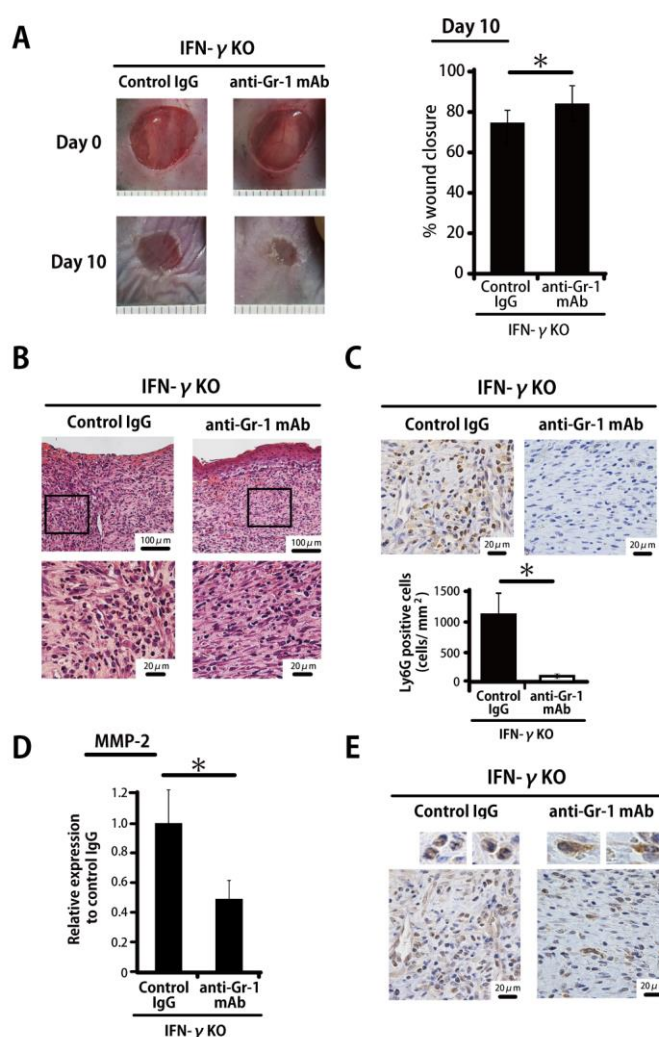 A
IFN- γ KO
Control IgG anti-Gr-1 mAb
Day 0
Day 10
Day 10
*
% wound closure
100
80
60
40
20
0
Control IgG
anti-Gr-1 mAb
IFN- γ KO
B
IFN- γ KO
Control IgG anti-Gr-1 mAb
100 μm 100 μm
20 μm 20 μm
C
IFN- γ KO
Control IgG anti-Gr-1 mAb
20 μm 20 μm
*
Ly6G positive cells
(cells/ mm²)
1500
1000
500
0
Control IgG
anti-Gr-1 mAb
IFN- γ KO
D
MMP-2
*
Relative expression
to control IgG
1.2
1.0
0.8
0.6
0.4
0.2
0
Control IgG
anti-Gr-1 mAb
IFN- γ KO
E
IFN- γ KO
Control IgG anti-Gr-1 mAb
20 μm 20 μm